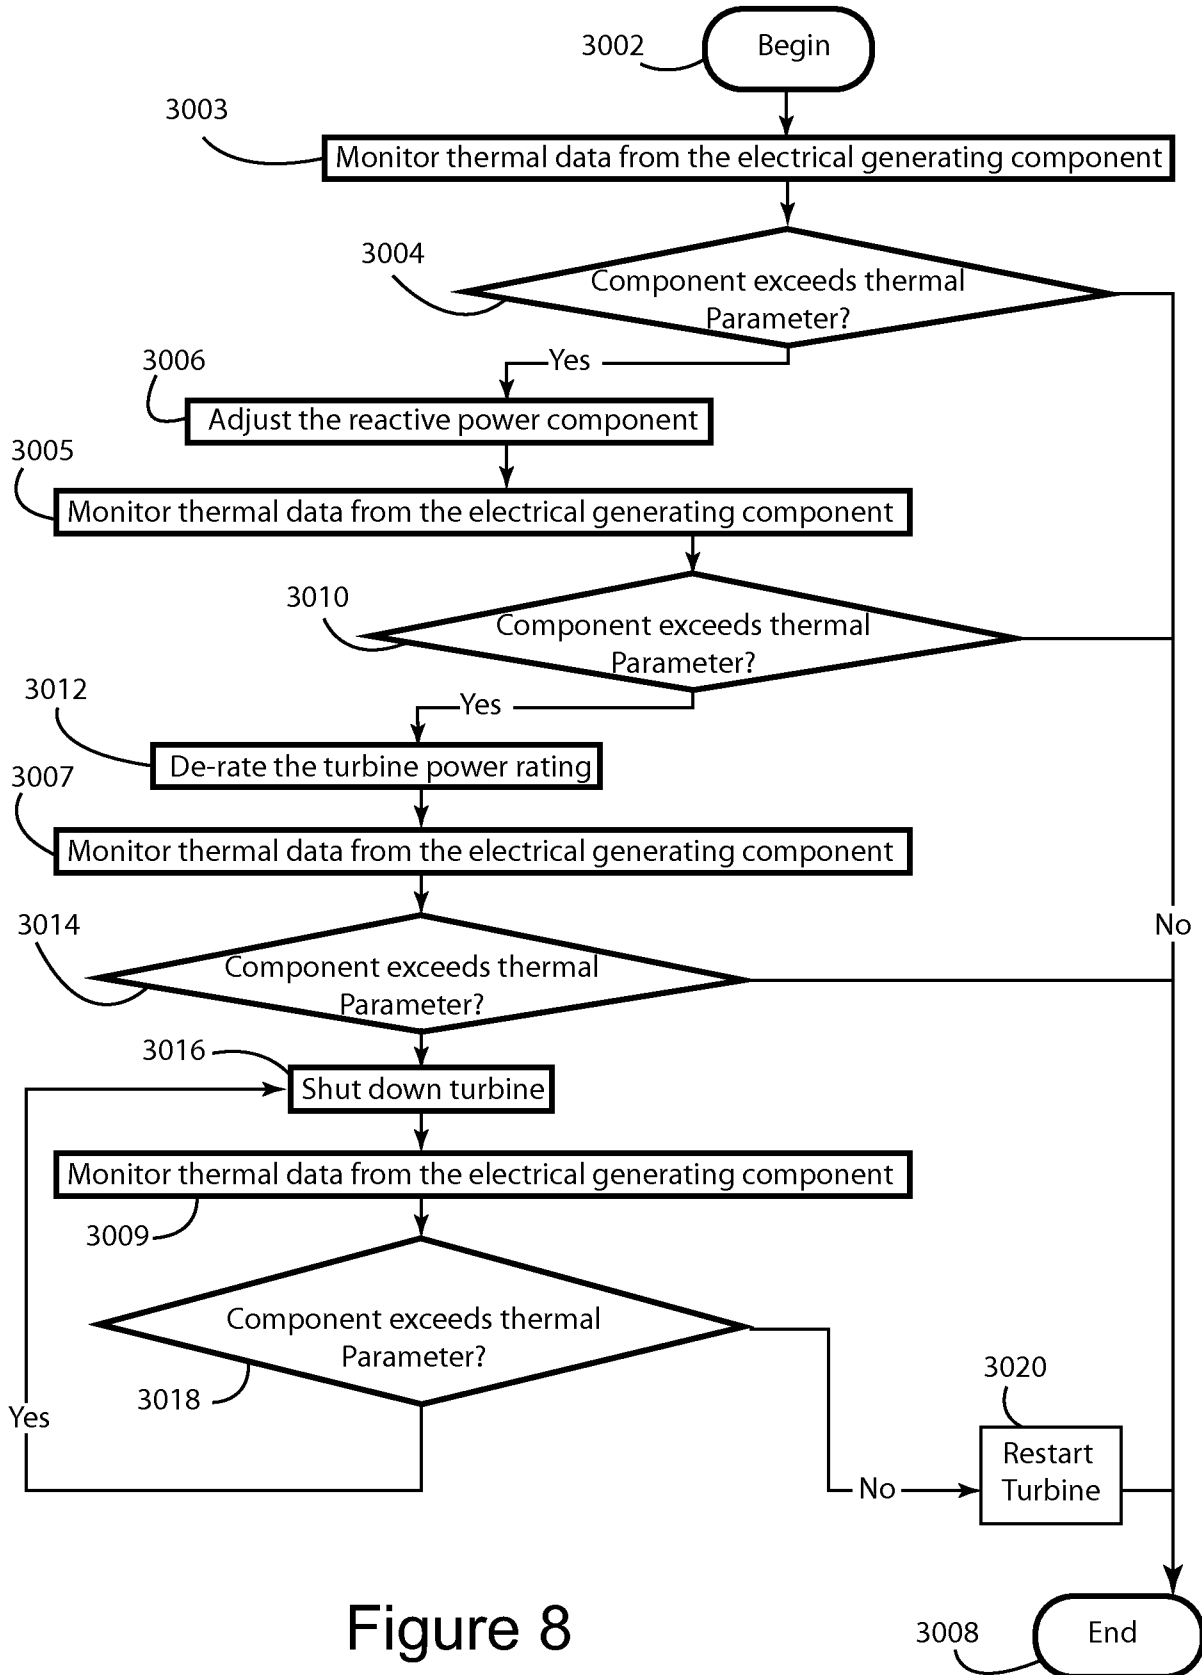 3002
Begin
3003
Monitor thermal data from the electrical generating component
3004
Component exceeds thermal
Parameter?
Yes
3006
Adjust the reactive power component
3005
Monitor thermal data from the electrical generating component
3010
Component exceeds thermal
Parameter?
Yes
3012
De-rate the turbine power rating
3007
Monitor thermal data from the electrical generating component
No
3014
Component exceeds thermal
Parameter?
3016
Shut down turbine
Monitor thermal data from the electrical generating component
3009
Component exceeds thermal
Parameter?
3018
Yes
3020
Restart
Turbine
No
Figure 8
3008
End